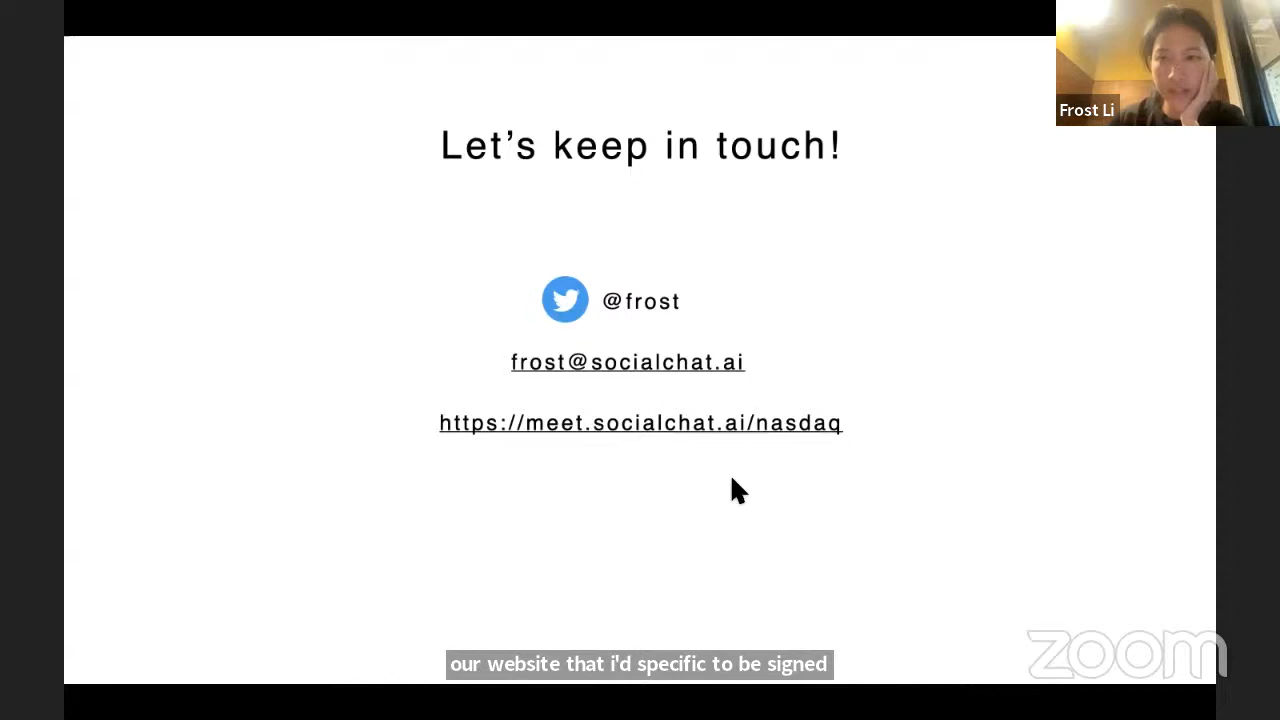 Frost Li
Let's keep in touch!
@frost
frost@socialchat.ai
https://meet.socialchat.ai/nasdaq
our website that i'd specific to be signed
zoom